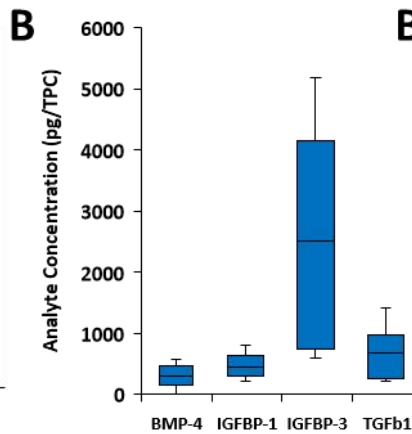 B
B
Analyte Concentration (pg/TPC)
6000
5000
4000
3000
2000
1000
0
BMP-4 IGFBP-1 IGFBP-3 TGFb1